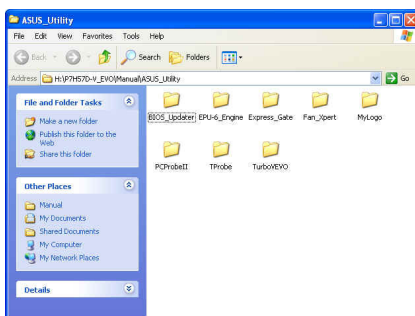 ASUS_Utility
File Edit View Favorites Tools Help
Back Search Folders
Address H:\P7H57D-V_EVO\Manual\ASUS_Utility Go
File and Folder Tasks
Make a new folder
Publish this folder to the
Web
Share this folder
Other Places
Manual
My Documents
Shared Documents
My Computer
My Network Places
Details
BIOS_Updater EPU-6_Engine Express_Gate Fan_Xpert MyLogo
PCProbeII TProbe TurboVEVO